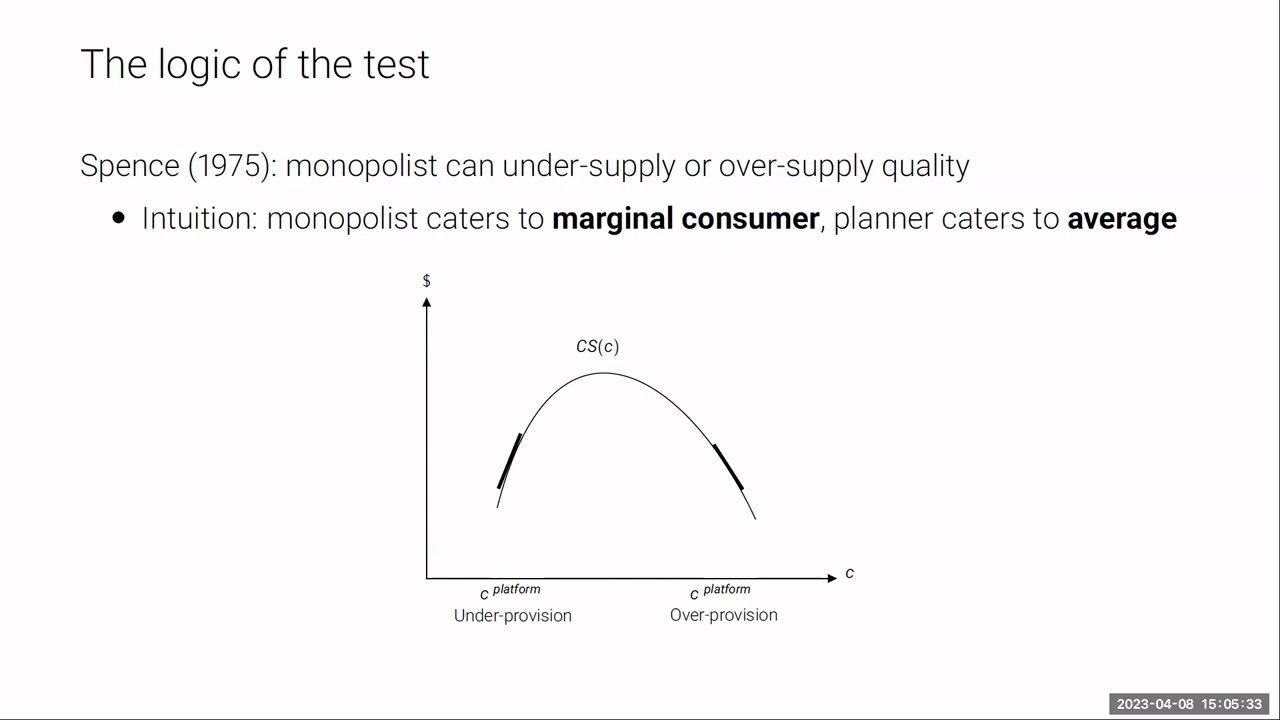 The logic of the test
Spence (1975): monopolist can under-supply or over-supply quality
● Intuition: monopolist caters to marginal consumer, planner caters to average
$
CS(c)
c
c platform
c platform
Under-provision
Over-provision
2023-04-08 15:05:33